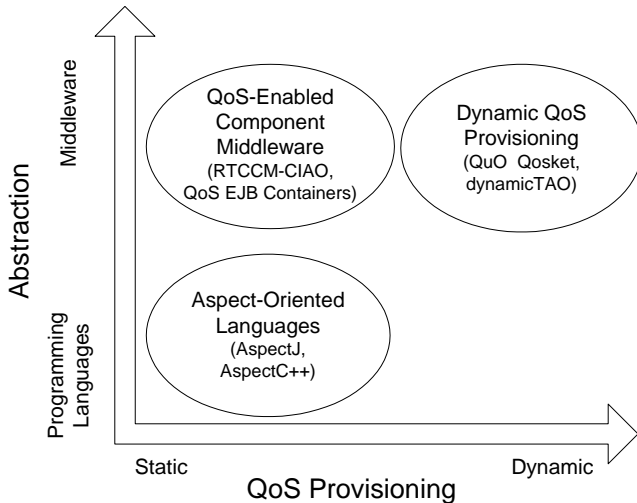 Abstraction
Middleware
Programming
Languages
QoS-Enabled
Component
Middleware
(RTCCM-CIAO,
QoS EJB Containers)
Dynamic QoS
Provisioning
(QuO Qosket,
dynamicTAO)
Aspect-Oriented
Languages
(AspectJ,
AspectC++)
Static
Dynamic
QoS Provisioning